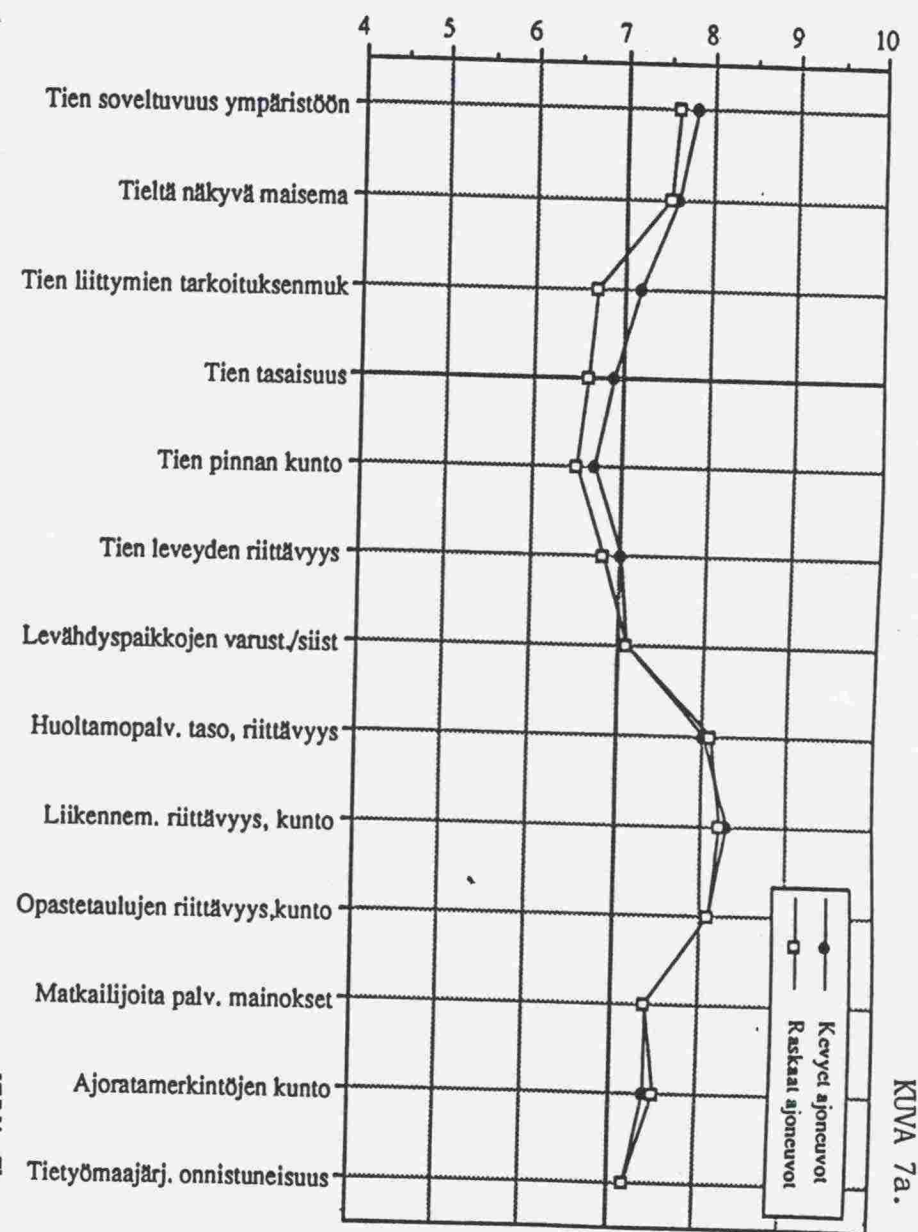 4 5 6 7 8 9 10
Tien soveltuvuus ympäristöön
Tieltä näkyvä maisema
Tien liittymien tarkoituksenmuk
Tien tasaisuus
Tien pinnan kunto
Tien leveyden riittävyys
Levähdyspaikkojen varust./siist
Huoltamopalv. taso, riittävyys
Liikennem. riittävyys, kunto
Opastetaulujen riittävyys,kunto
Matkailijoita palv. mainokset
Ajoratamerkintöjen kunto
Tietyömaajärj. onnistuneisuus
Kevyet ajoneuvot
Raskaat ajoneuvot
KUVA 7a.